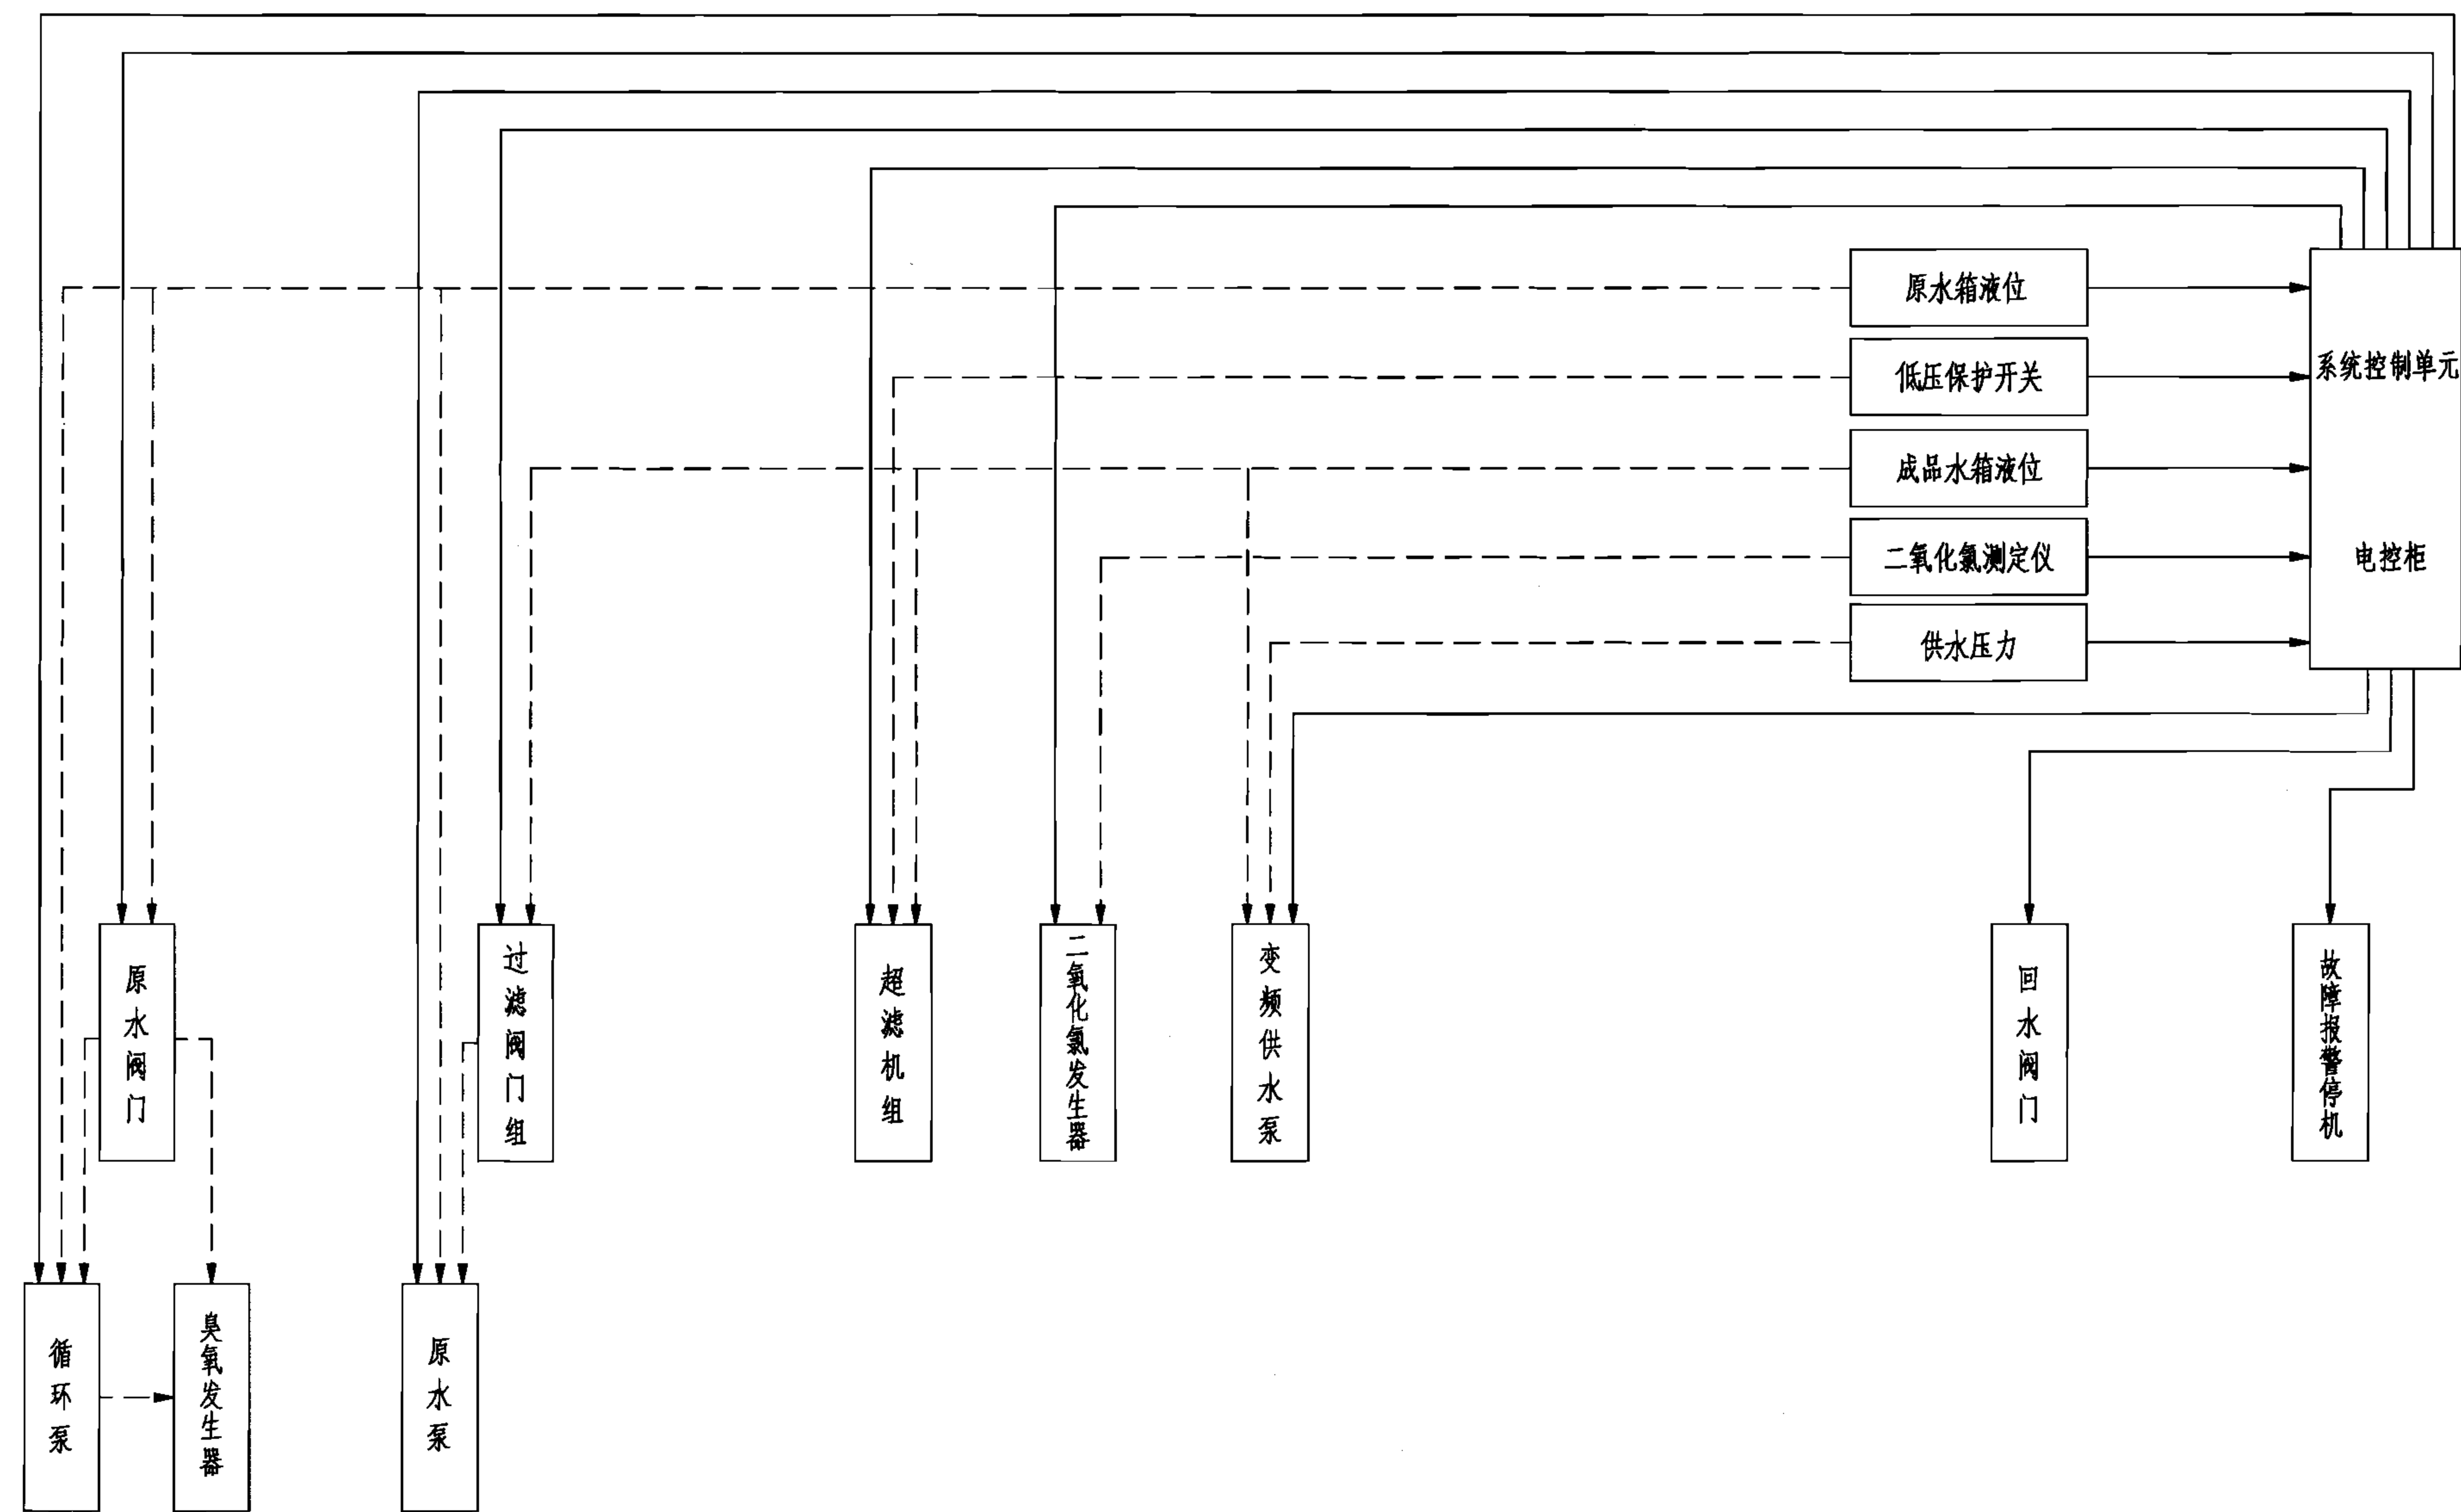 原水箱液位
系统控制单元
低压保护开关
成品水箱液位
二氧化氯测定仪
电控柜
供水压力
原水阀门
过滤阀门组
超滤机组
二氧化氯发生器
变频供水泵
回水阀门
故障报警停机
循环泵
臭氧发生器
原水泵